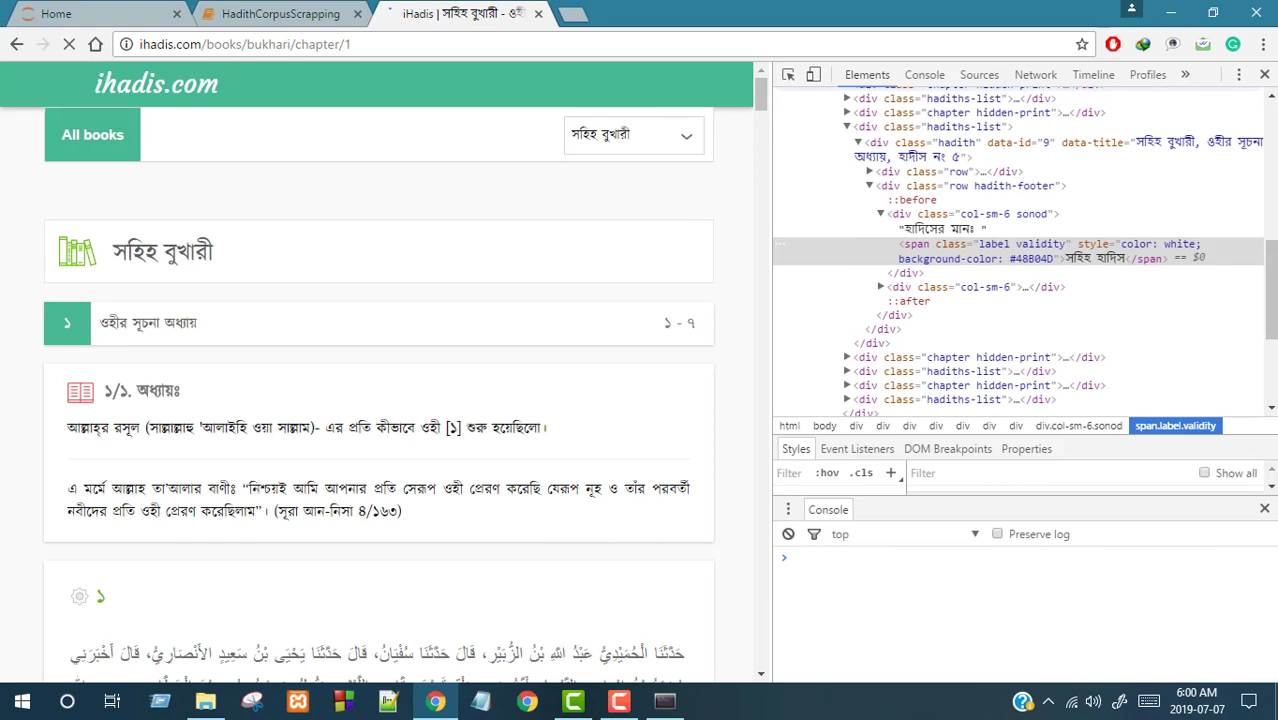 Home
HadithCorpusScrapping
iHadis | সহিহ বুখারী - ওহী
ihadis.com/books/bukhari/chapter/1
ihadis.com
All books
সহিহ বুখারী
সহিহ বুখারী
১ ওহীর সূচনা অধ্যায় ১ - ৭
১/১. অধ্যায়ঃ
আল্লাহ্‌র রসূল (সাল্লাল্লাহু 'আলাইহি ওয়া সাল্লাম)- এর প্রতি কীভাবে ওহী [১] শুরু হয়েছিলো।
এ মর্মে আল্লাহ তা'আলার বাণীঃ “নিশ্চয়ই আমি আপনার প্রতি সেরূপ ওহী প্রেরণ করেছি যেরূপ নূহ ও তাঁর পরবর্তী
নবীদের প্রতি ওহী প্রেরণ করেছিলাম”। (সূরা আন-নিসা ৪/১৬৩)
১
حَدَّثَنَا الْحُمَيْدِيُّ عَبْدُ اللَّهِ بْنُ الزُّبَيْرِ، قَالَ حَدَّثَنَا سُفْيَانُ، قَالَ حَدَّثَنَا يَحْيَى بْنُ سَعِيدٍ الأَنْصَارِيُّ، قَالَ أَخْبَرَنِي
Elements Console Sources Network Timeline Profiles »
<div class="hadiths-list">…</div>
<div class="chapter hidden-print">…</div>
<div class="hadiths-list">
<div class="hadith" data-id="9" data-title="সহিহ বুখারী, ওহীর সূচনা
অধ্যায়, হাদীস নং ৫">
<div class="row">…</div>
<div class="row hadith-footer">
::before
<div class="col-sm-6 sonod">
"হাদিসের মানঃ "
<span class="label validity" style="color: white;
background-color: #48B04D">সহিহ হাদিস</span> == $0
</div>
<div class="col-sm-6">…</div>
::after
</div>
</div>
</div>
<div class="chapter hidden-print">…</div>
<div class="hadiths-list">…</div>
<div class="chapter hidden-print">…</div>
<div class="hadiths-list">…</div>
</div>
html body div div div div div div div.col-sm-6.sonod span.label.validity
Styles Event Listeners DOM Breakpoints Properties
Filter :hov .cls + Filter Show all
Console
top Preserve log
6:00 AM
2019-07-07